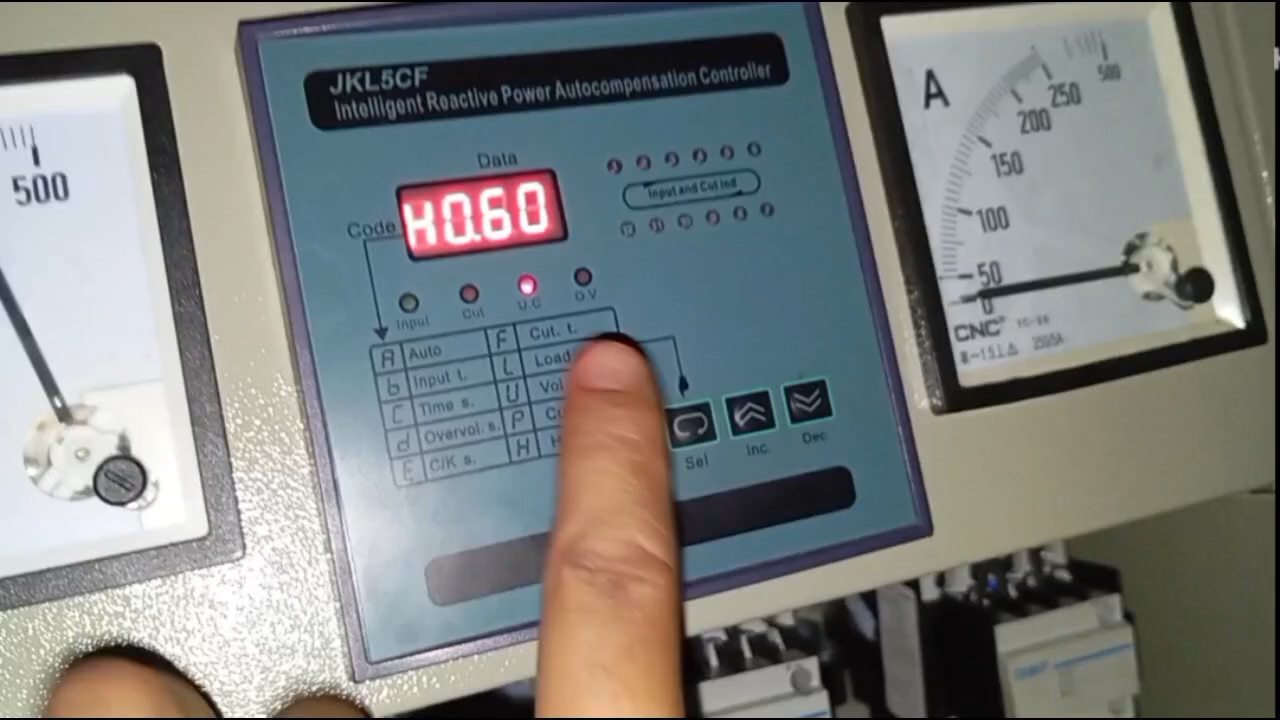 500
JKL5CF
Intelligent Reactive Power Autocompensation Controller
Data
Code
H0.60
Input and Cut Ind
Input
Cut
U.C
O.V
A Auto F Cut. t.
b Input t. L Load
C Time s. U Vol
d Overvol. s. P Cu
E C/K s. H H
Sel
Inc.
Dec
A
500
250
200
150
100
50
0
CNC